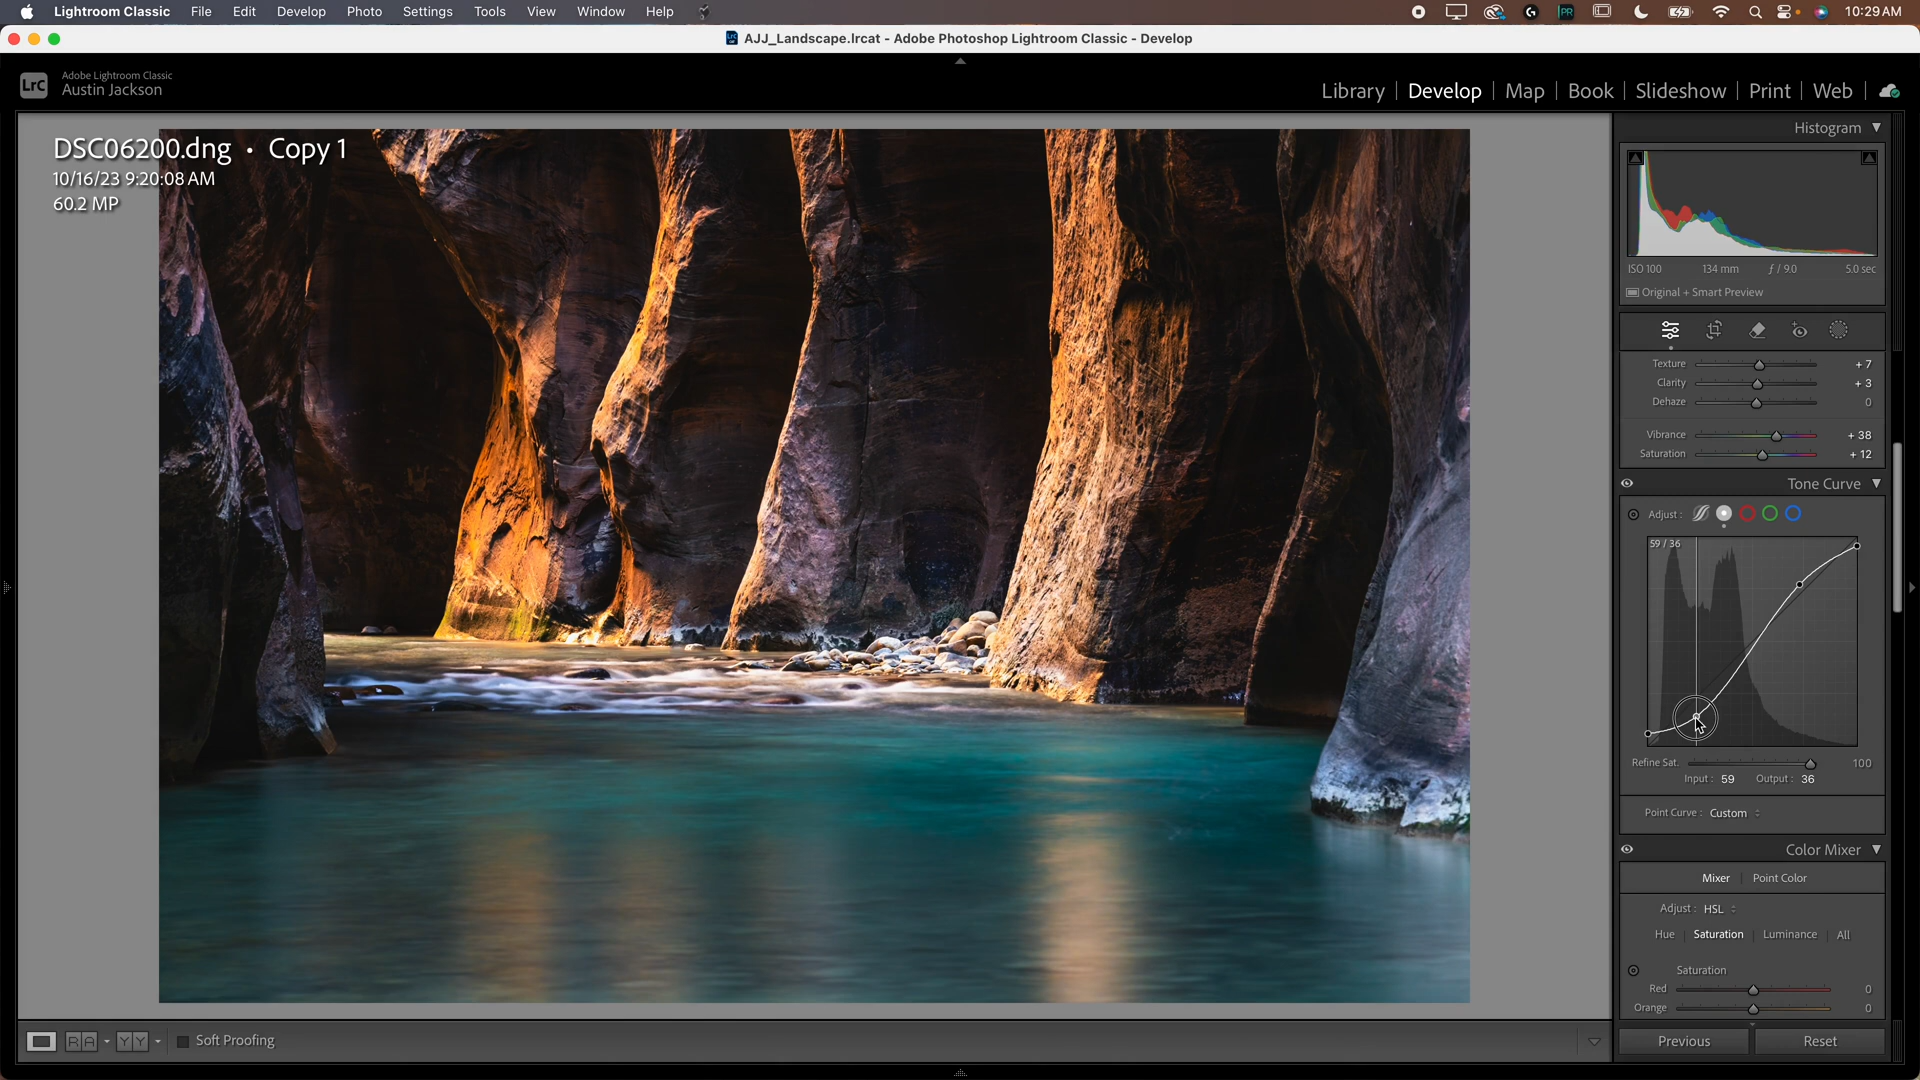 Lightroom Classic File Edit Develop Photo Settings Tools View Window Help 10:29 AM
AJJ_Landscape.lrcat - Adobe Photoshop Lightroom Classic - Develop
LrC Adobe Lightroom Classic
Austin Jackson
Library Develop Map Book Slideshow Print Web
DSC06200.dng • Copy 1
10/16/23 9:20:08 AM
60.2 MP
Histogram
ISO 100 134 mm ƒ / 9.0 5.0 sec
Original + Smart Preview
Texture + 7
Clarity + 3
Dehaze 0
Vibrance + 38
Saturation + 12
Tone Curve
Adjust :
59 / 36
Refine Sat. 100
Input : 59 Output : 36
Point Curve : Custom
Color Mixer
Mixer Point Color
Adjust : HSL
Hue Saturation Luminance All
Saturation
Red 0
Orange 0
Previous Reset
R A Y Y Soft Proofing